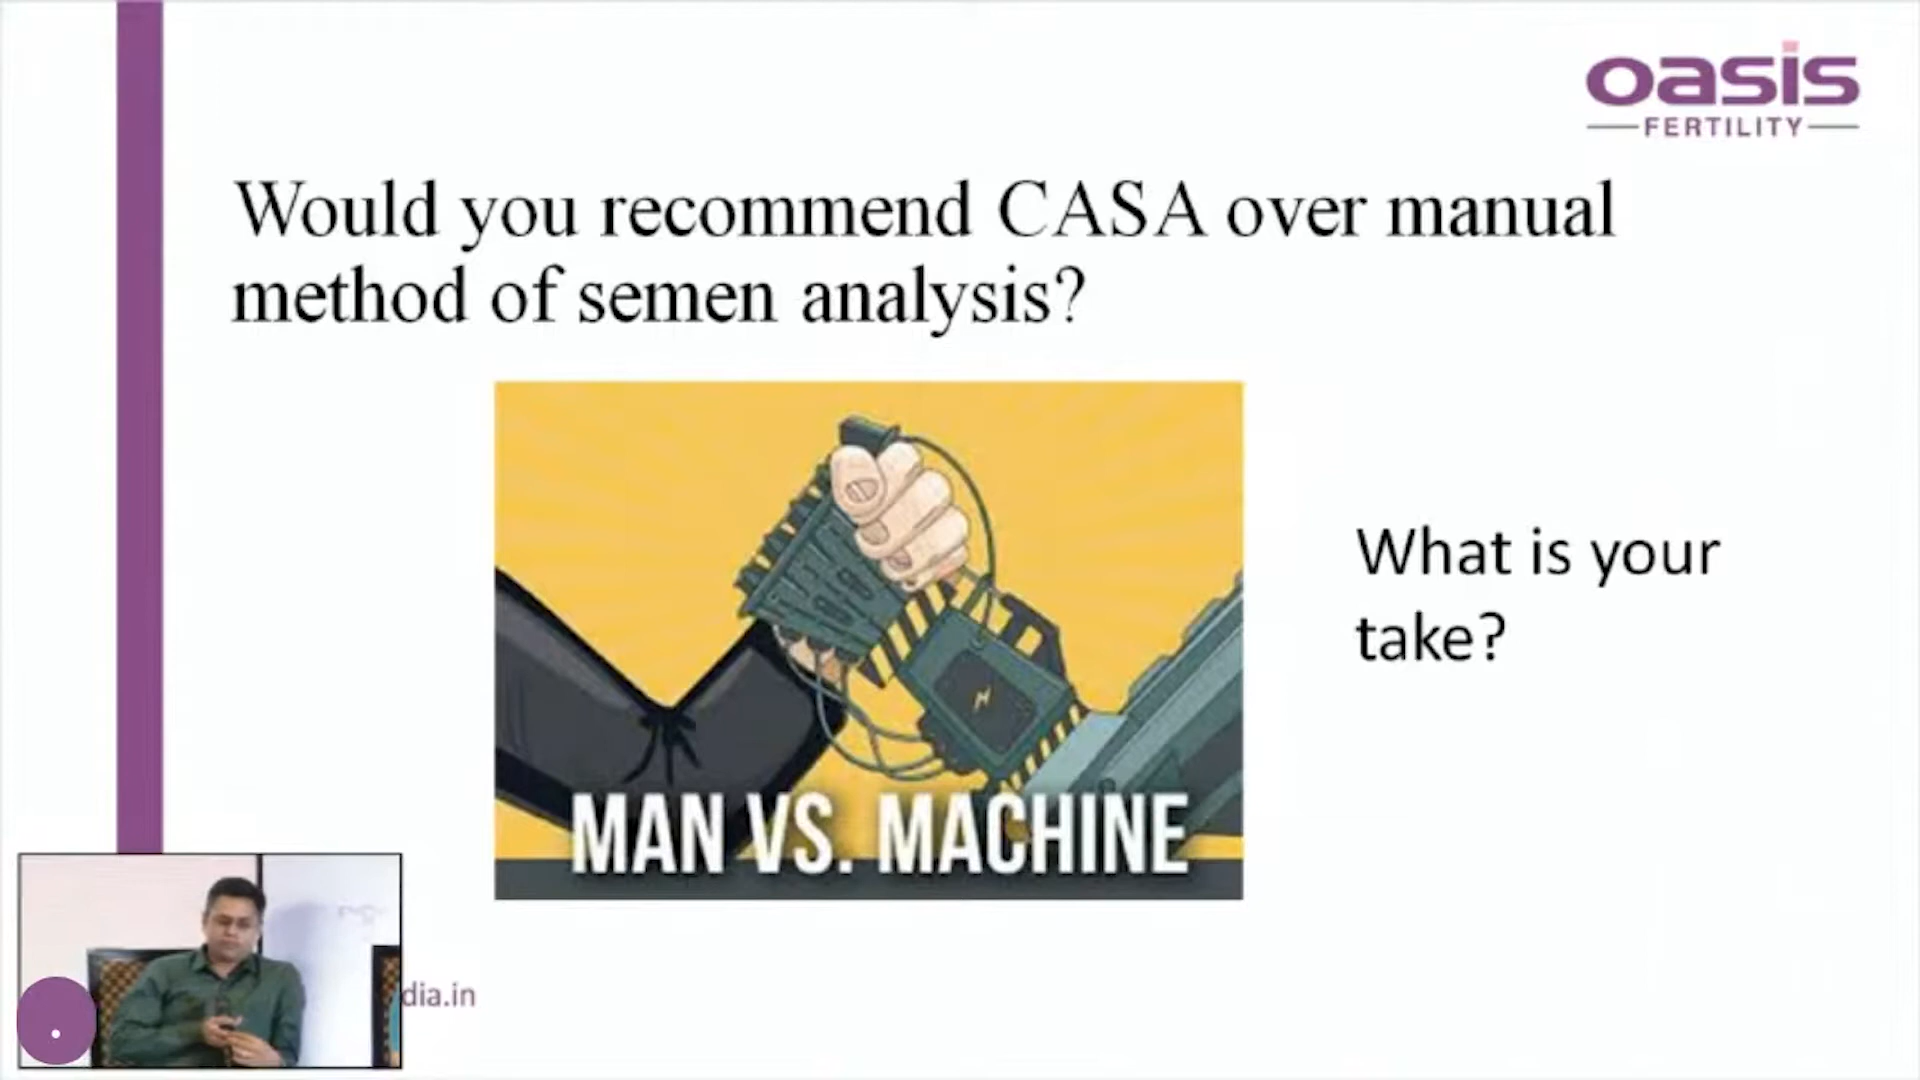 oasis
FERTILITY
Would you recommend CASA over manual
method of semen analysis?
What is your
take?
MAN VS. MACHINE
dia.in